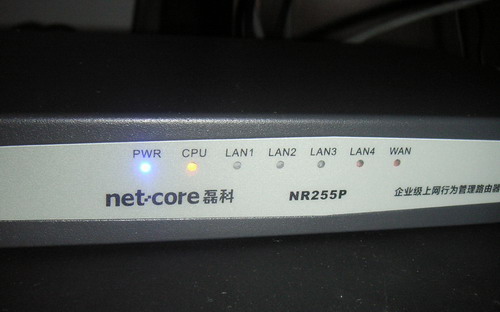 PWR CPU LAN1 LAN2 LAN3 LAN4 WAN
net-core 磊科 NR255P 企业级上网行为管理路由器